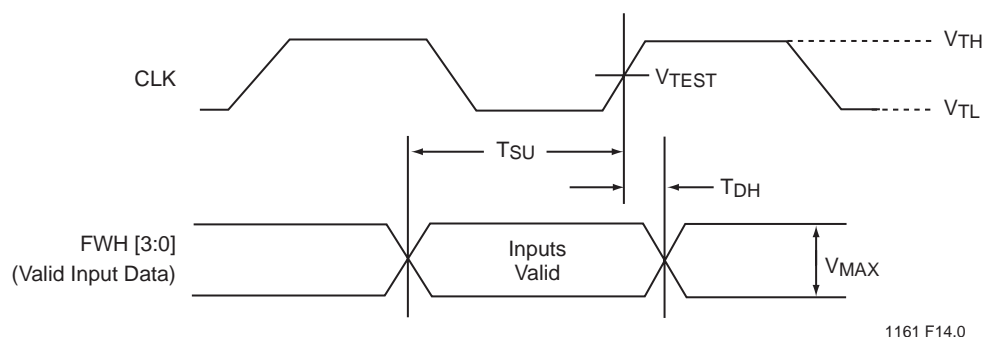 VTH
CLK
VTEST
VTL
TSU
TDH
FWH [3:0]
(Valid Input Data)
Inputs
Valid
VMAX
1161 F14.0